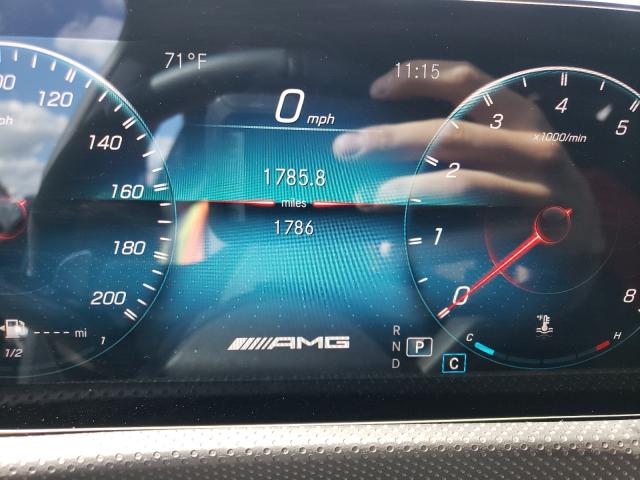 71°F
11:15
0 mph
1785.8
miles
1786
120
140
160
180
200
1
---- mi
1/2
AMG
R
N P
D
C
0
1
2
3
4
5
8
x1000/min
°F
C H